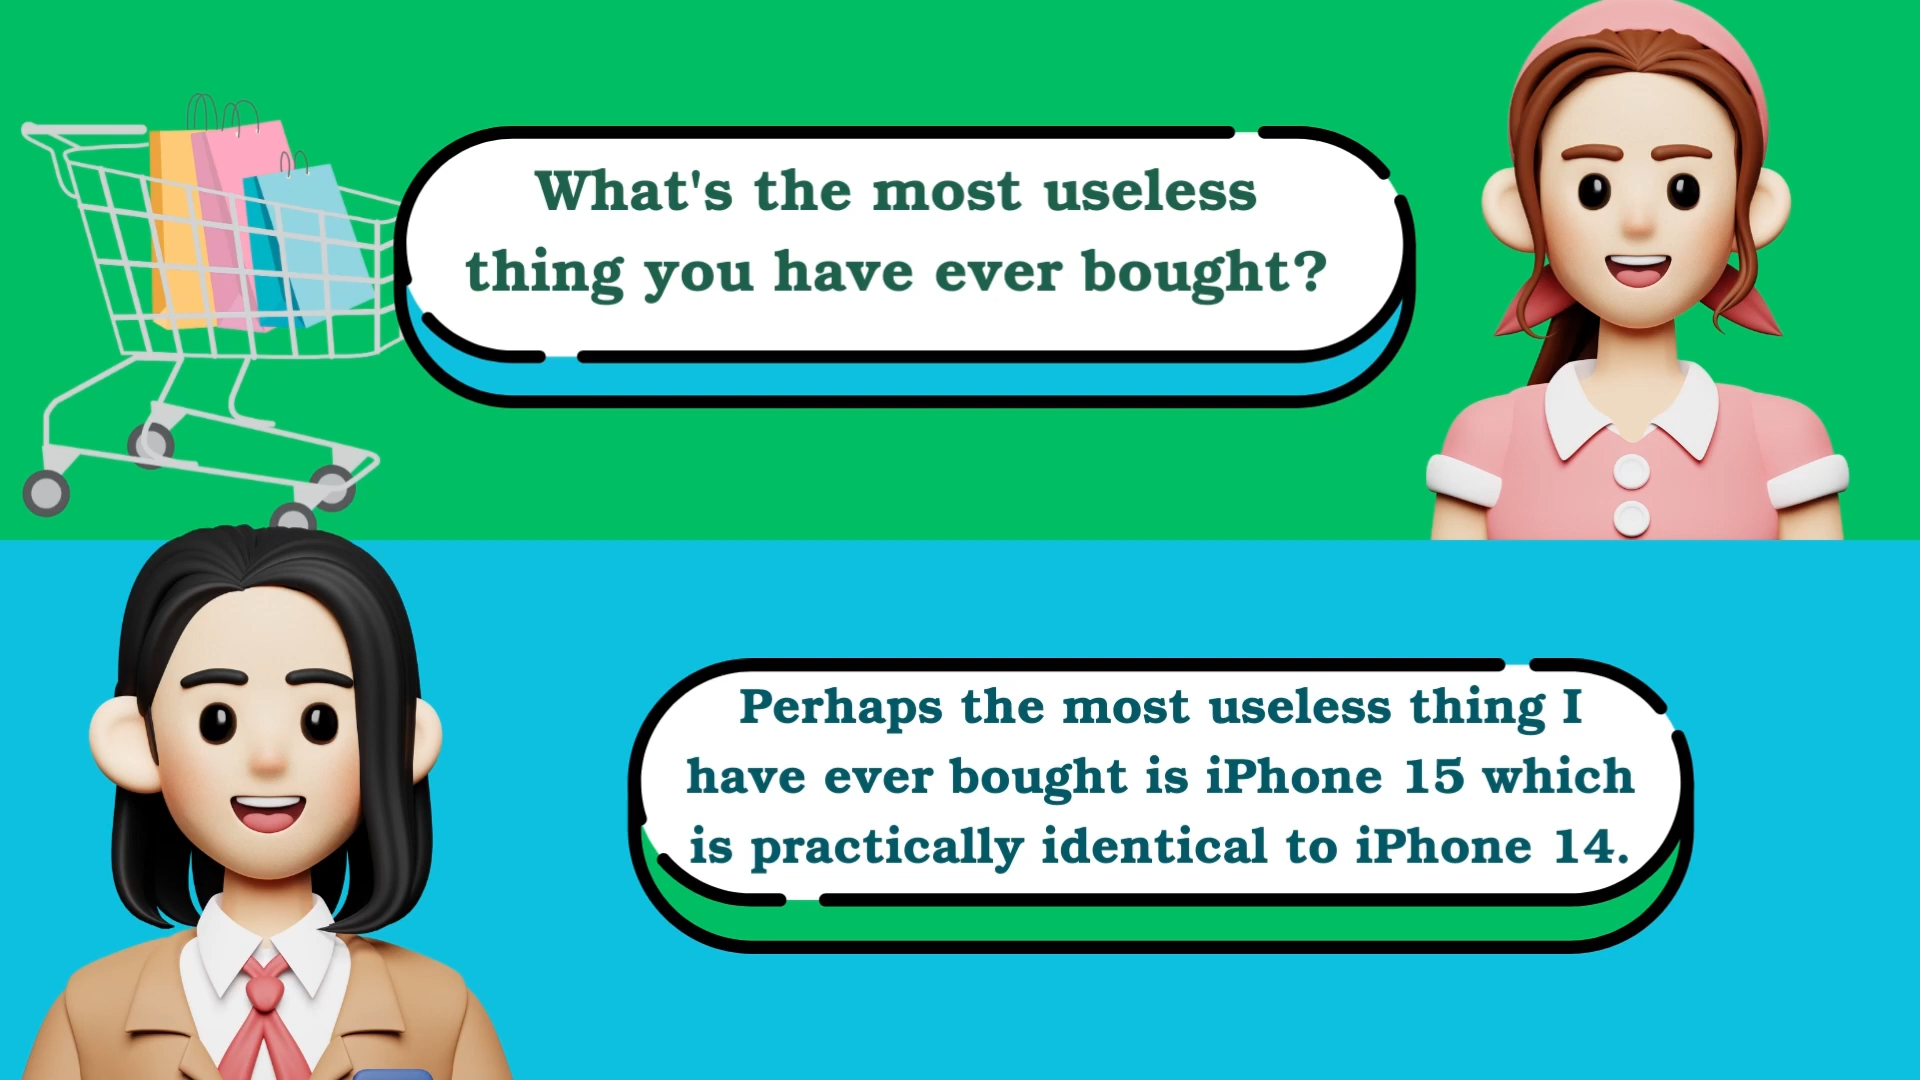 What's the most useless
thing you have ever bought?
Perhaps the most useless thing I
have ever bought is iPhone 15 which
is practically identical to iPhone 14.